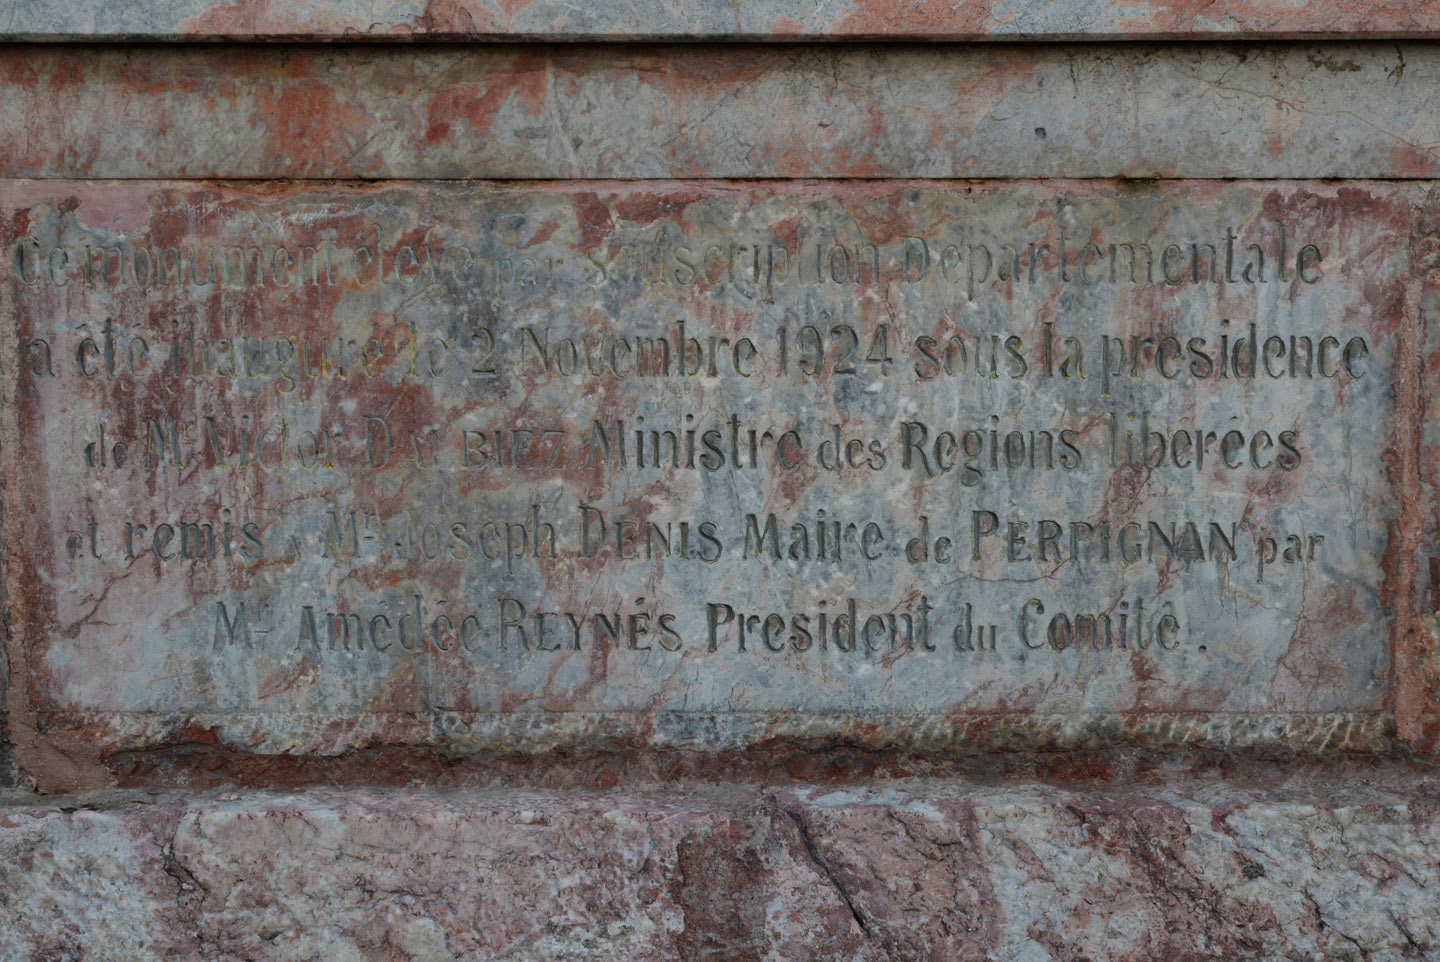 Ce monument élevé par Souscription Départementale
a été inauguré le 2 Novembre 1924 sous la présidence
de Mr Victor DALBIEZ Ministre des Régions libérées
et remis à Mr Joseph DENIS Maire de PERPIGNAN par
Mr Amédée REYNÉS Président du Comité.